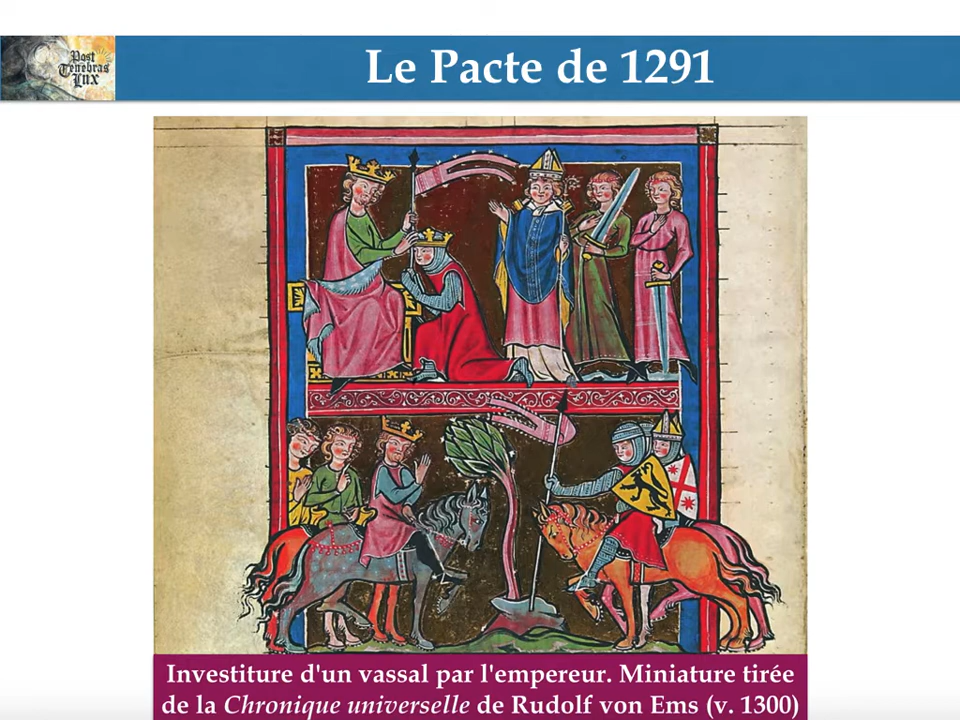 Post
Tenebras
Lux
Le Pacte de 1291
Investiture d'un vassal par l'empereur. Miniature tirée
de la Chronique universelle de Rudolf von Ems (v. 1300)